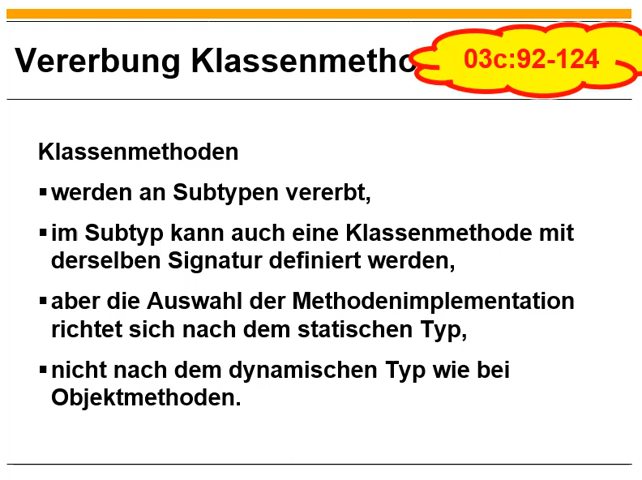 Vererbung Klassenmetho
03c:92-124
Klassenmethoden
▪werden an Subtypen vererbt,
▪im Subtyp kann auch eine Klassenmethode mit
derselben Signatur definiert werden,
▪aber die Auswahl der Methodenimplementation
richtet sich nach dem statischen Typ,
▪nicht nach dem dynamischen Typ wie bei
Objektmethoden.